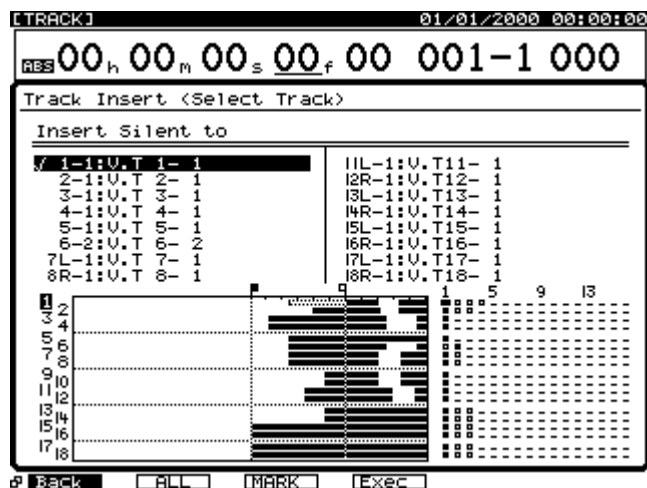 [TRACK] 01/01/2000 00:00:00
ABS 00h 00m 00s 00f 00 001-1 000
Track Insert (Select Track)
Insert Silent to
√ 1-1:V.T 1- 1
2-1:V.T 2- 1
3-1:V.T 3- 1
4-1:V.T 4- 1
5-1:V.T 5- 1
6-2:V.T 6- 2
7L-1:V.T 7- 1
8R-1:V.T 8- 1
11L-1:V.T11- 1
12R-1:V.T12- 1
13L-1:V.T13- 1
14R-1:V.T14- 1
15L-1:V.T15- 1
16R-1:V.T16- 1
17L-1:V.T17- 1
18R-1:V.T18- 1
1 5 9 13
1
2
3
4
5
6
7
8
9
10
11
12
13
14
15
16
17
18
Back ALL MARK Exec